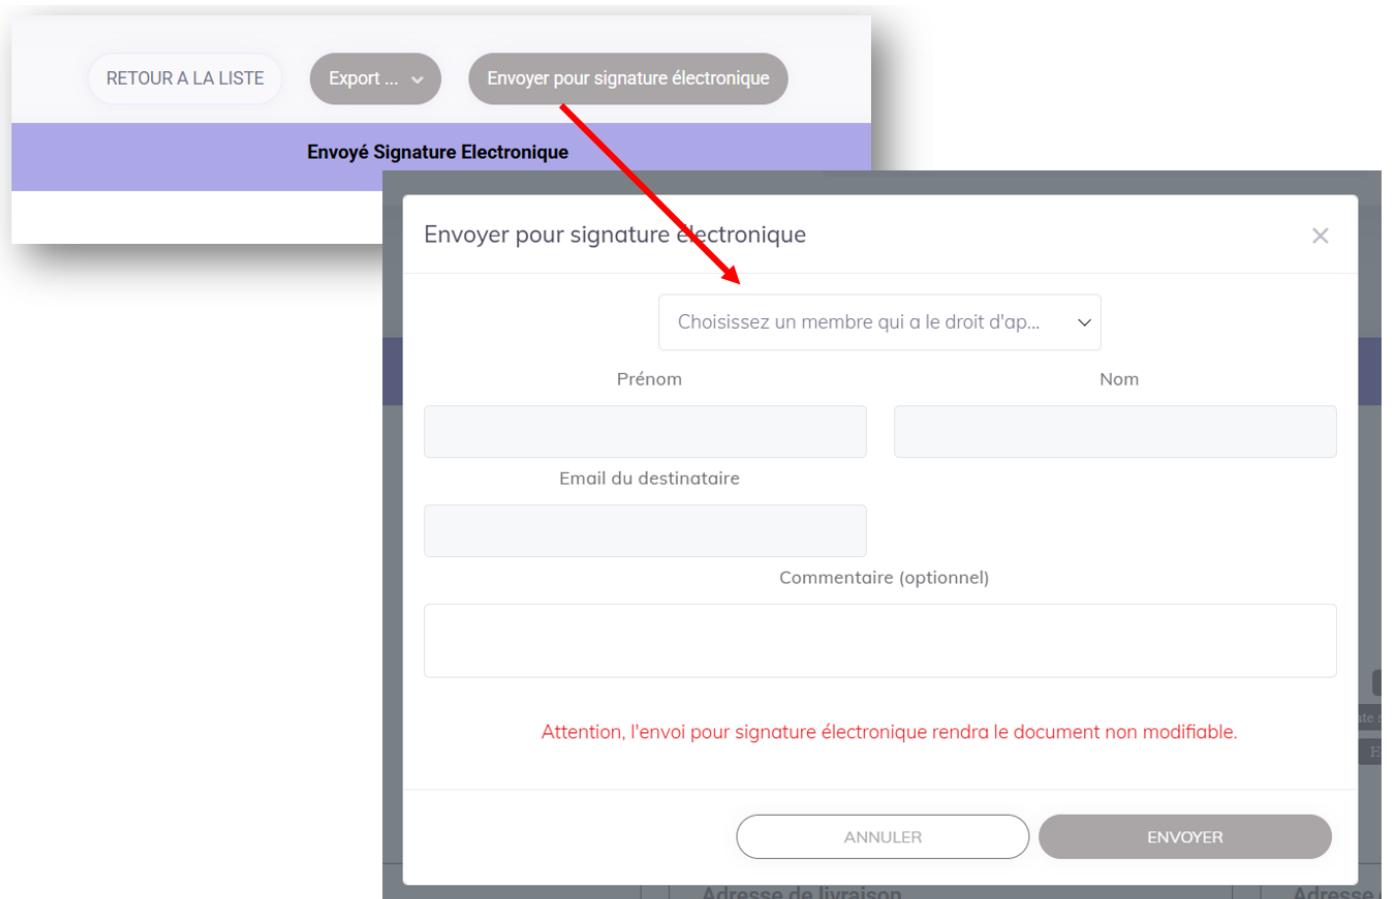 RETOUR A LA LISTE
Export ...
Envoyer pour signature électronique
Envoyé Signature Electronique
Envoyer pour signature électronique
Choisissez un membre qui a le droit d'ap...
Prénom
Nom
Email du destinataire
Commentaire (optionnel)
Attention, l'envoi pour signature électronique rendra le document non modifiable.
ANNULER
ENVOYER
Adresse de livraison
Adresse